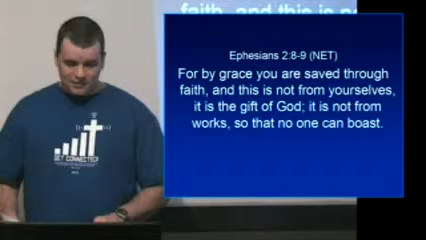 faith, and this is no
Ephesians 2:8-9 (NET)
For by grace you are saved through
faith, and this is not from yourselves,
it is the gift of God; it is not from
works, so that no one can boast.
GET CONNECTED!